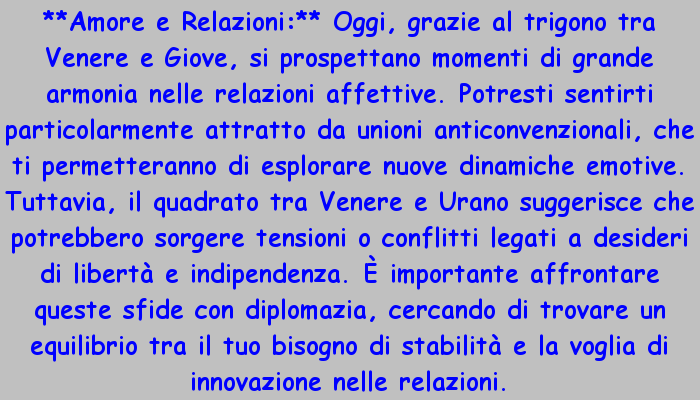 **Amore e Relazioni:** Oggi, grazie al trigono tra
Venere e Giove, si prospettano momenti di grande
armonia nelle relazioni affettive. Potresti sentirti
particolarmente attratto da unioni anticonvenzionali, che
ti permetteranno di esplorare nuove dinamiche emotive.
Tuttavia, il quadrato tra Venere e Urano suggerisce che
potrebbero sorgere tensioni o conflitti legati a desideri
di libertà e indipendenza. È importante affrontare
queste sfide con diplomazia, cercando di trovare un
equilibrio tra il tuo bisogno di stabilità e la voglia di
innovazione nelle relazioni.